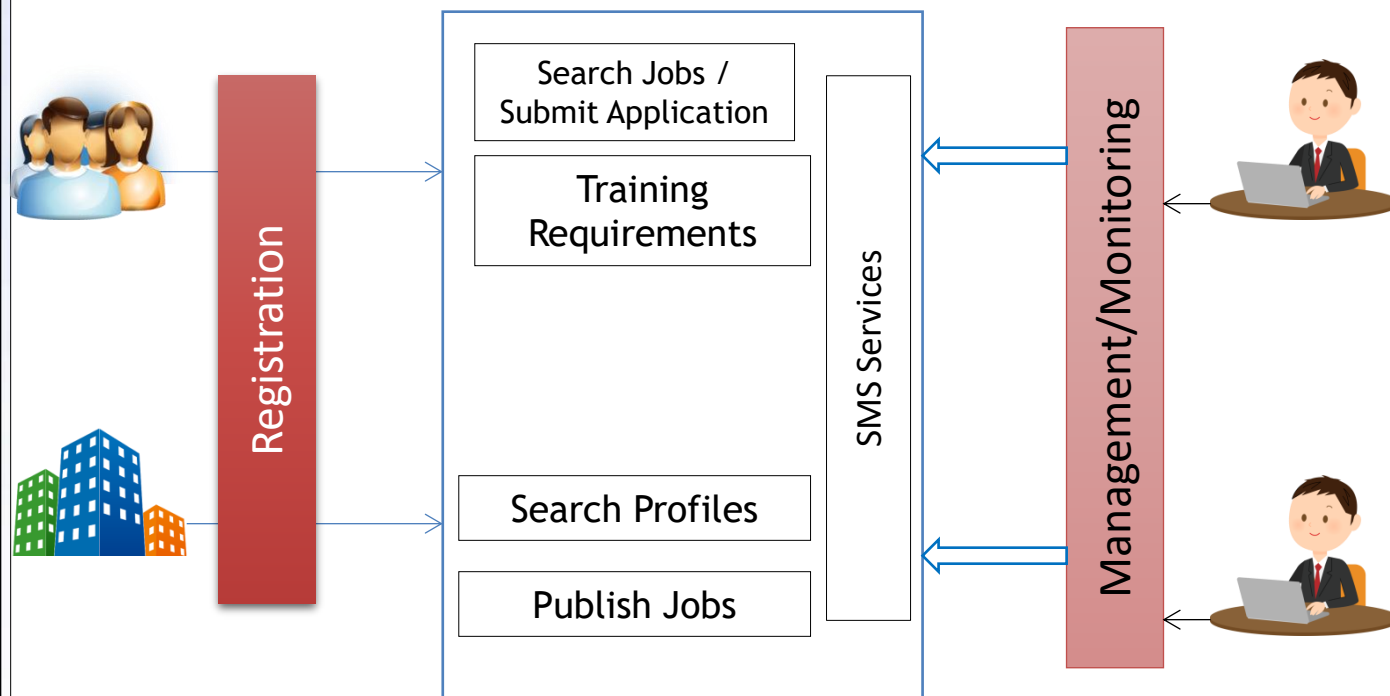 Registration
Search Jobs /
Submit Application
Training
Requirements
Search Profiles
Publish Jobs
SMS Services
Management/Monitoring